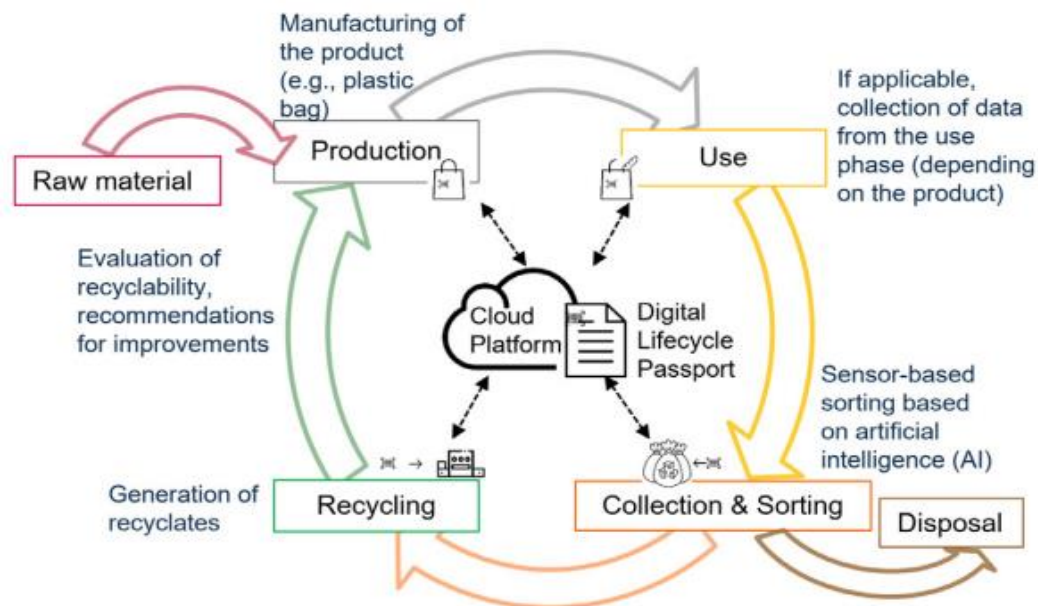 Manufacturing of
the product
(e.g., plastic
bag)
Production
Raw material
Use
If applicable,
collection of data
from the use
phase (depending
on the product)
Evaluation of
recyclability,
recommendations
for improvements
Cloud
Platform
Digital
Lifecycle
Passport
Sensor-based
sorting based
on artificial
intelligence (AI)
Generation of
recyclates
Recycling
Collection & Sorting
Disposal